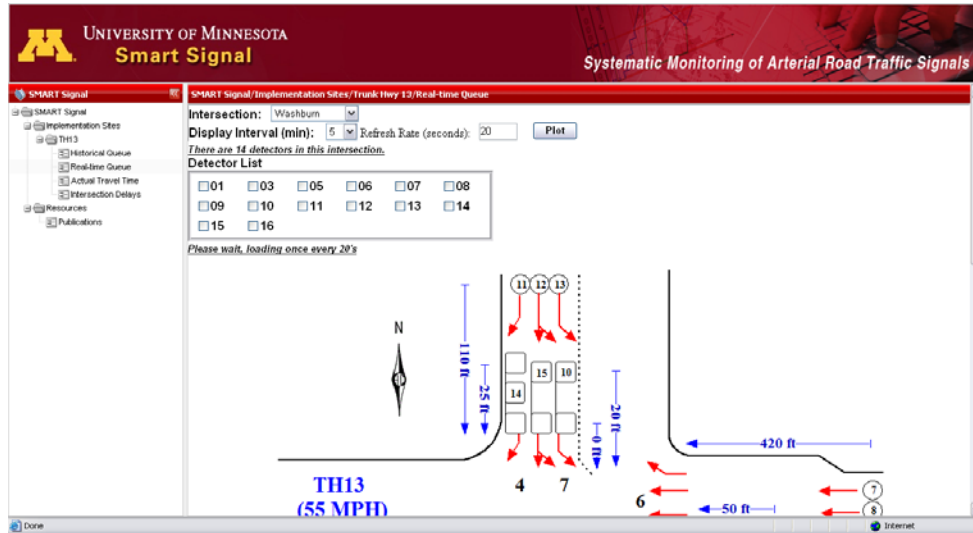 UNIVERSITY OF MINNESOTA
Smart Signal
Systematic Monitoring of Arterial Road Traffic Signals
SMART Signal
SMART Signal/Implementation Sites/Trunk Hwy 13/Real-time Queue
SMART Signal
Implementation Sites
TH13
Historical Queue
Real-time Queue
Actual Travel Time
Intersection Delays
Resources
Publications
Intersection: Washburn
Display Interval (min): 5 Refresh Rate (seconds): 20 Plot
There are 14 detectors in this intersection.
Detector List
01 03 05 06 07 08
09 10 11 12 13 14
15 16
Please wait, loading once every 20's
11 12 13
N
110 ft
25 ft
15 10
14
20 ft
0 ft
420 ft
TH13
(55 MPH)
4 7
6
7
50 ft
8
Done
Internet